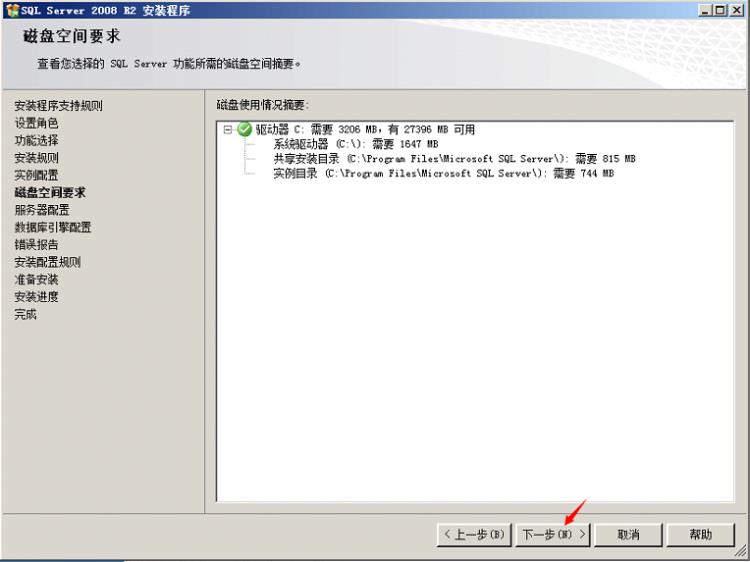 SQL Server 2008 R2 安装程序
磁盘空间要求
查看您选择的 SQL Server 功能所需的磁盘空间摘要。
安装程序支持规则
设置角色
功能选择
安装规则
实例配置
磁盘空间要求
服务器配置
数据库引擎配置
错误报告
安装配置规则
准备安装
安装进度
完成
磁盘使用情况摘要:
驱动器 C: 需要 3206 MB，有 27396 MB 可用
系统驱动器 (C:\): 需要 1647 MB
共享安装目录 (C:\Program Files\Microsoft SQL Server\): 需要 815 MB
实例目录 (C:\Program Files\Microsoft SQL Server\): 需要 744 MB
< 上一步(B) 下一步(N) > 取消 帮助